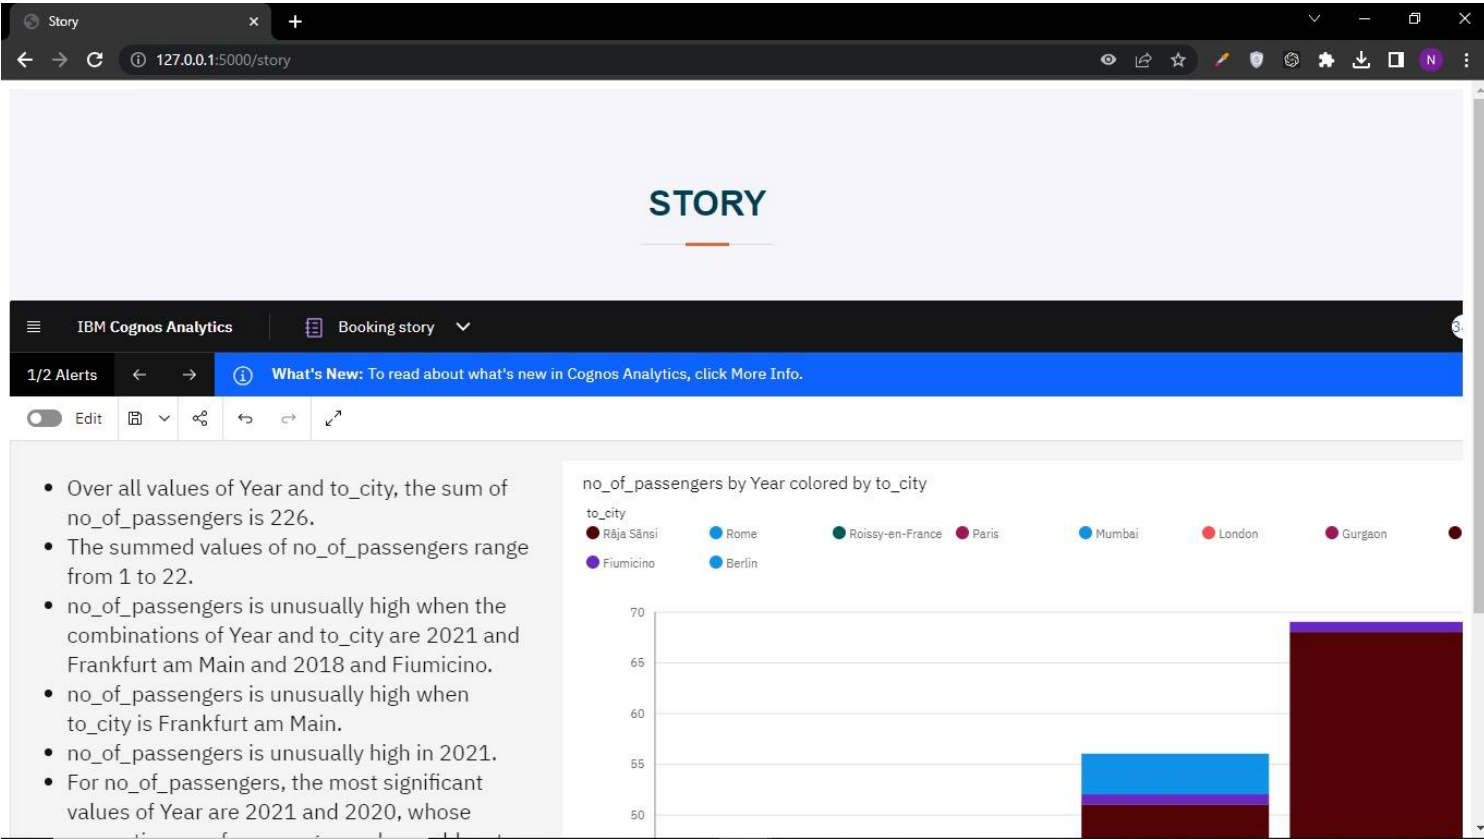 Story
127.0.0.1:5000/story
N
STORY
IBM Cognos Analytics
Booking story
1/2 Alerts
What's New: To read about what's new in Cognos Analytics, click More Info.
Edit
• Over all values of Year and to_city, the sum of
no_of_passengers is 226.
• The summed values of no_of_passengers range
from 1 to 22.
• no_of_passengers is unusually high when the
combinations of Year and to_city are 2021 and
Frankfurt am Main and 2018 and Fiumicino.
• no_of_passengers is unusually high when
to_city is Frankfurt am Main.
• no_of_passengers is unusually high in 2021.
• For no_of_passengers, the most significant
values of Year are 2021 and 2020, whose
no_of_passengers by Year colored by to_city
to_city
Rāja Sānsi
Rome
Roissy-en-France
Paris
Mumbai
London
Gurgaon
Fiumicino
Berlin
70
65
60
55
50